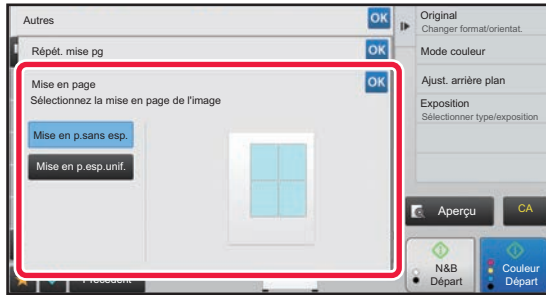 Autres
OK
Répét. mise pg
OK
Mise en page
OK
Sélectionnez la mise en page de l'image
Mise en p.sans esp.
Mise en p.esp.unif.
Original
Changer format/orientat.
Mode couleur
Ajust. arrière plan
Exposition
Sélectionner type/exposition
Aperçu
CA
N&B
Départ
Couleur
Départ